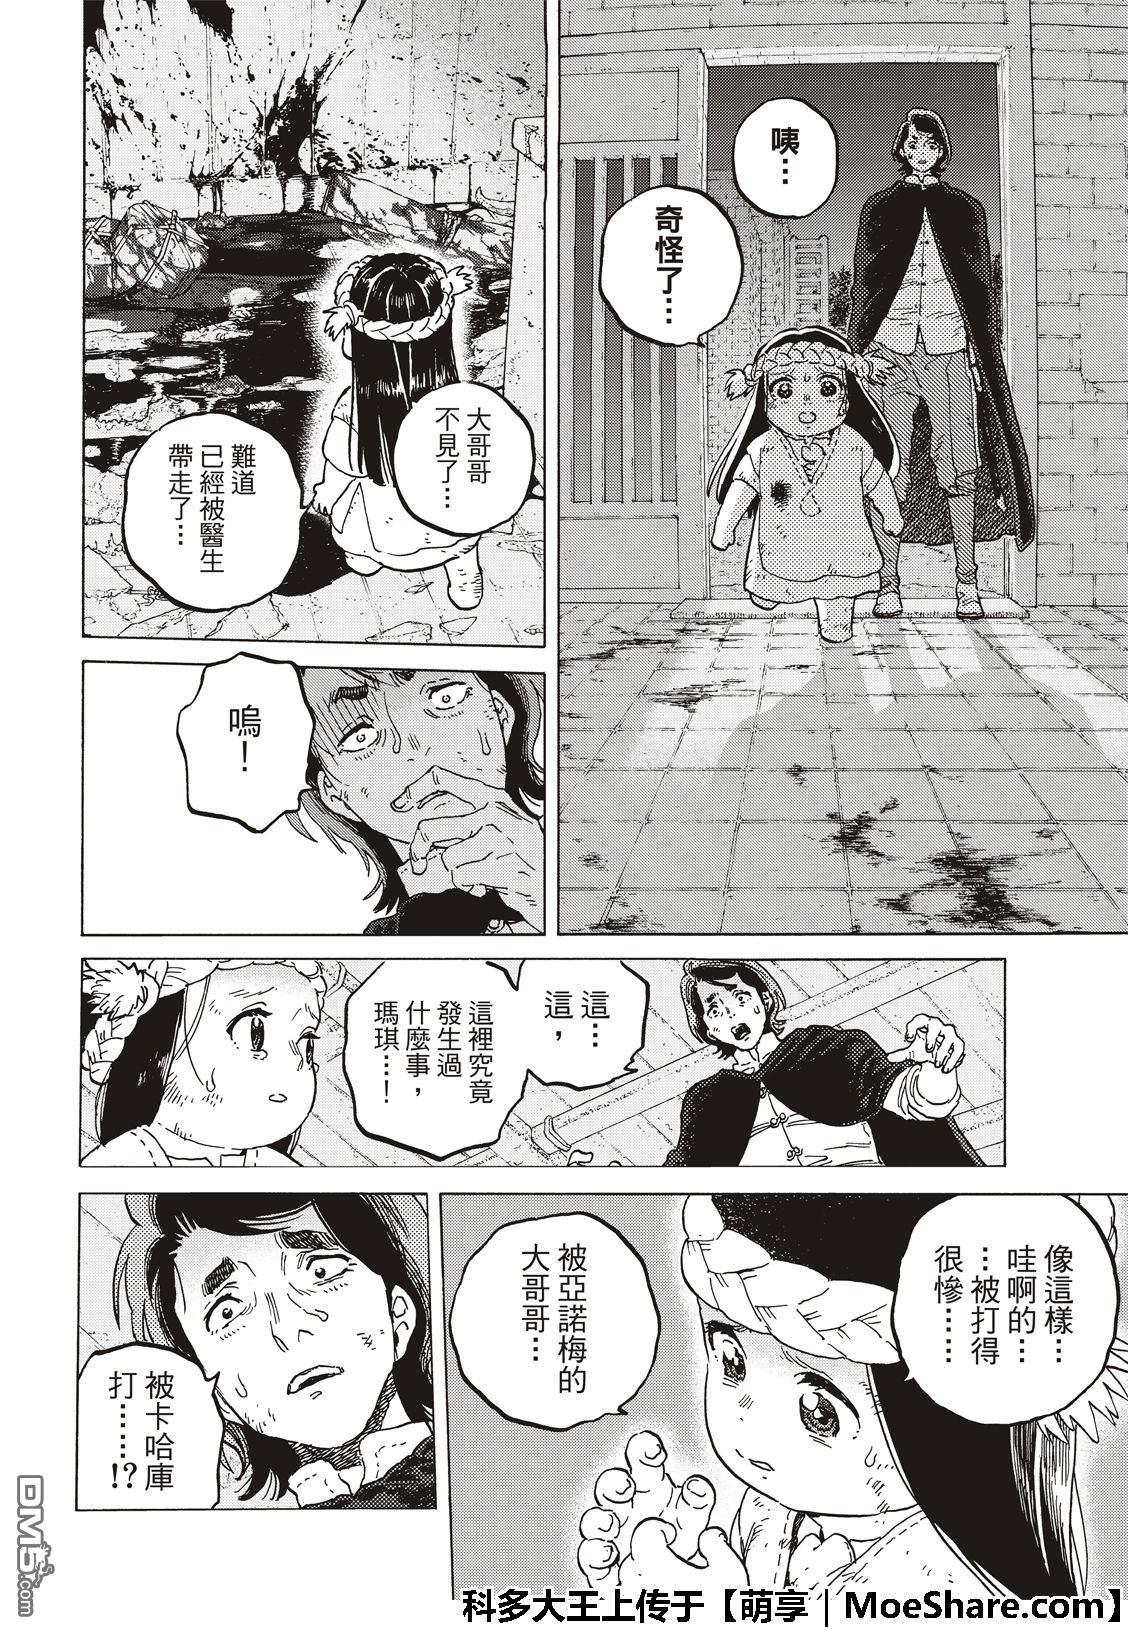 咦…
奇怪了…
大哥哥
不見了…
難道
已經被醫生
帶走了…
嗚！
這…
這，
這裡究竟
發生過
什麼事，
瑪琪…！
像這樣…
哇啊的…
…被打得
很慘……
被亞諾梅的
大哥哥…
被卡哈庫
打……!?
DM5.com
科多大王上传于【萌享｜MoeShare.com】